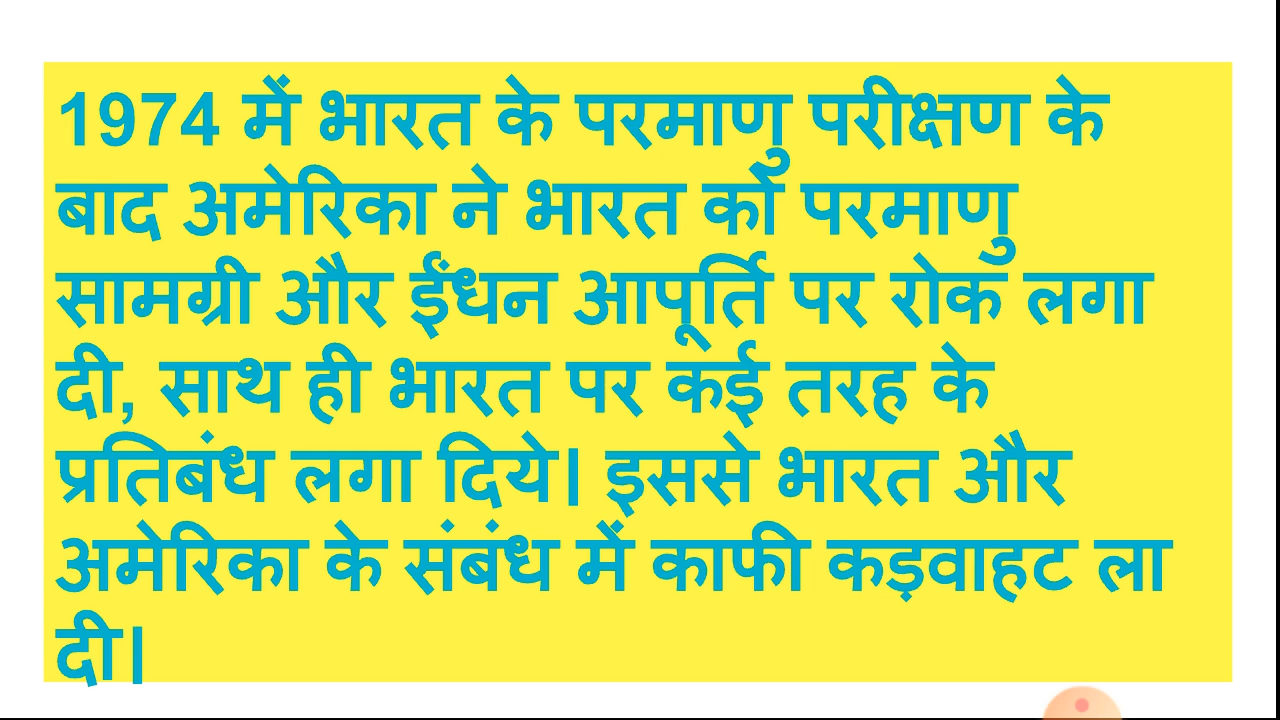 1974 में भारत के परमाणु परीक्षण के
बाद अमेरिका ने भारत को परमाणु
सामग्री और ईंधन आपूर्ति पर रोक लगा
दी, साथ ही भारत पर कई तरह के
प्रतिबंध लगा दिये। इससे भारत और
अमेरिका के संबंध में काफी कड़वाहट ला
दी।